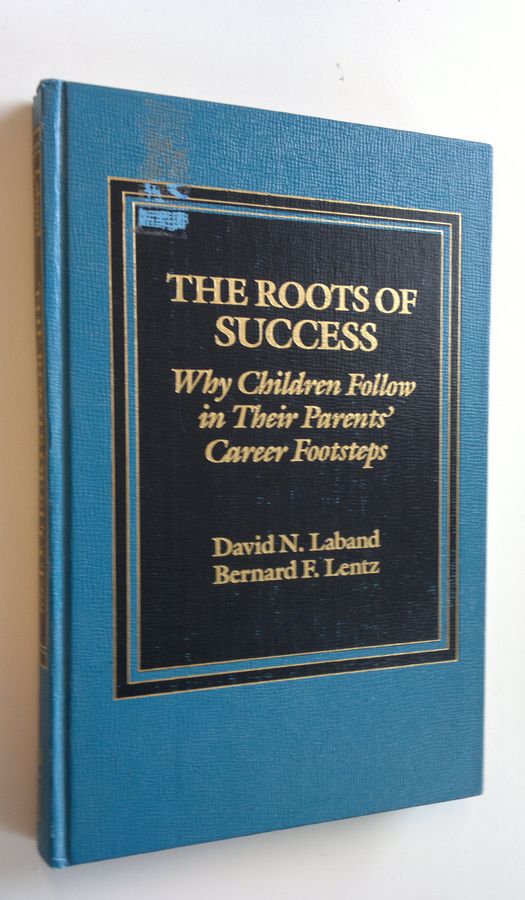 THE ROOTS OF
SUCCESS
Why Children Follow
in Their Parents'
Career Footsteps
David N. Laband
Bernard F. Lentz